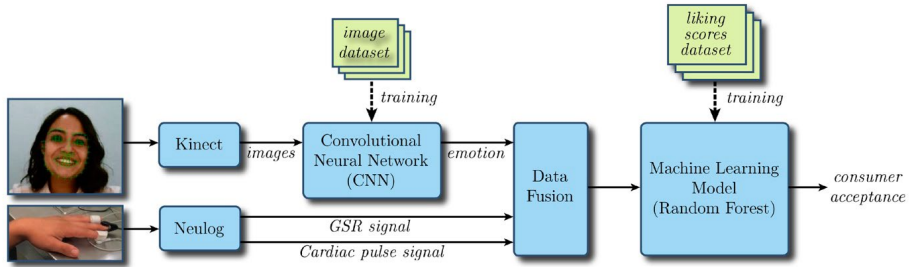 image
dataset
liking
scores
dataset
training
training
Kinect
images
Convolutional
Neural Network
(CNN)
emotion
Data
Fusion
Machine Learning
Model
(Random Forest)
consumer
acceptance
Neulog
GSR signal
Cardiac pulse signal